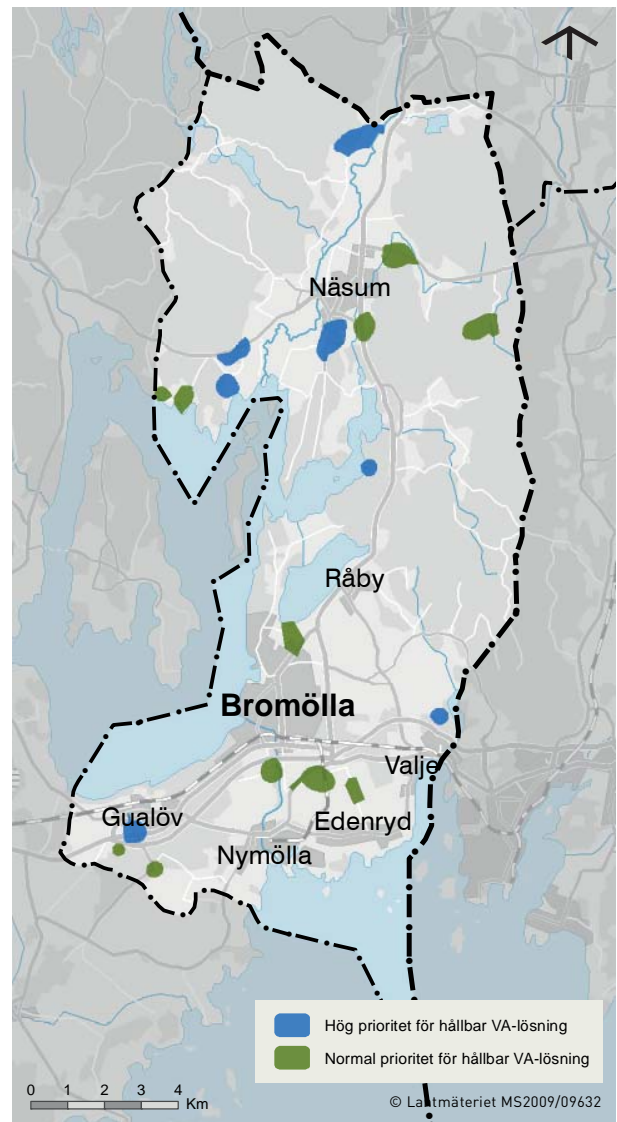 Näsum
Råby
Bromölla
Valje
Gualöv
Edenryd
Nymölla
Hög prioritet för hållbar VA-lösning
Normal prioritet för hållbar VA-lösning
0 1 2 3 4
Km
© Lantmäteriet MS2009/09632